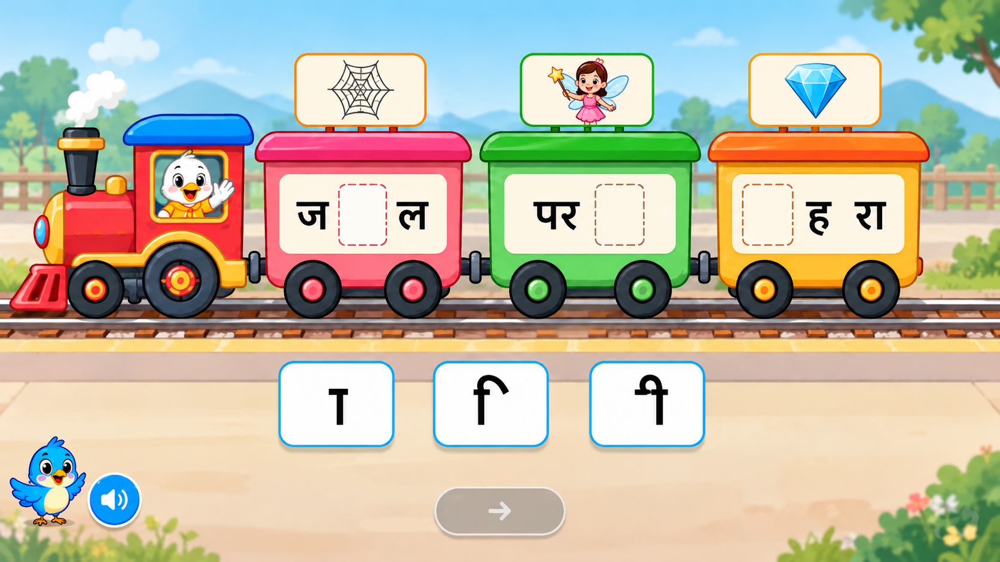 ज ल
पर
ह रा
ा
ि
ी